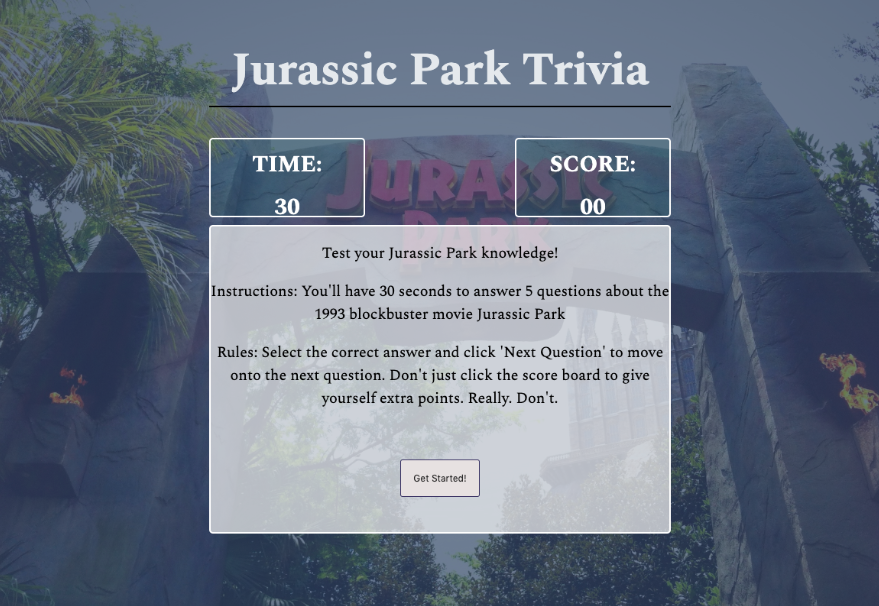 Jurassic Park Trivia
TIME:
SCORE:
30
00
JURASSIC
PARK
Test your Jurassic Park knowledge!
Instructions: You'll have 30 seconds to answer 5 questions about the
1993 blockbuster movie Jurassic Park
Rules: Select the correct answer and click 'Next Question' to move
onto the next question. Don't just click the score board to give
yourself extra points. Really. Don't.
Get Started!